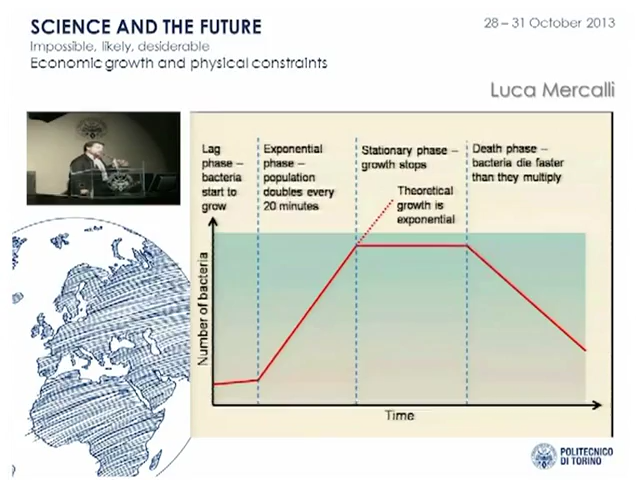 SCIENCE AND THE FUTURE
28 – 31 October 2013
Impossible, likely, desiderable
Economic growth and physical constraints
Luca Mercalli
Lag
phase –
bacteria
start to
grow
Exponential
phase –
population
doubles every
20 minutes
Stationary phase –
growth stops
Death phase –
bacteria die faster
than they multiply
Theoretical
growth is
exponential
Number of bacteria
Time
POLITECNICO
DI TORINO